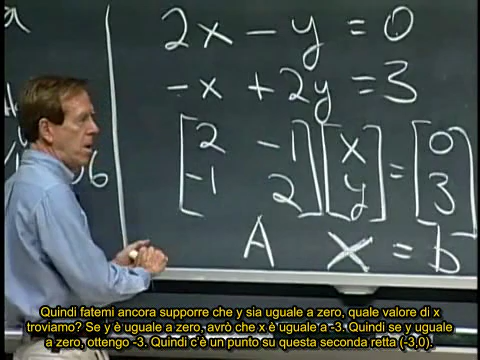 2x - y = 0
-x + 2y = 3
[2 -1] [x] = [0]
[-1 2] [y] [3]
A x = b
Quindi fatemi ancora supporre che y sia uguale a zero, quale valore di x
troviamo? Se y è uguale a zero, avrò che x è uguale a -3. Quindi se y uguale
a zero, ottengo -3. Quindi c'è un punto su questa seconda retta (-3,0).